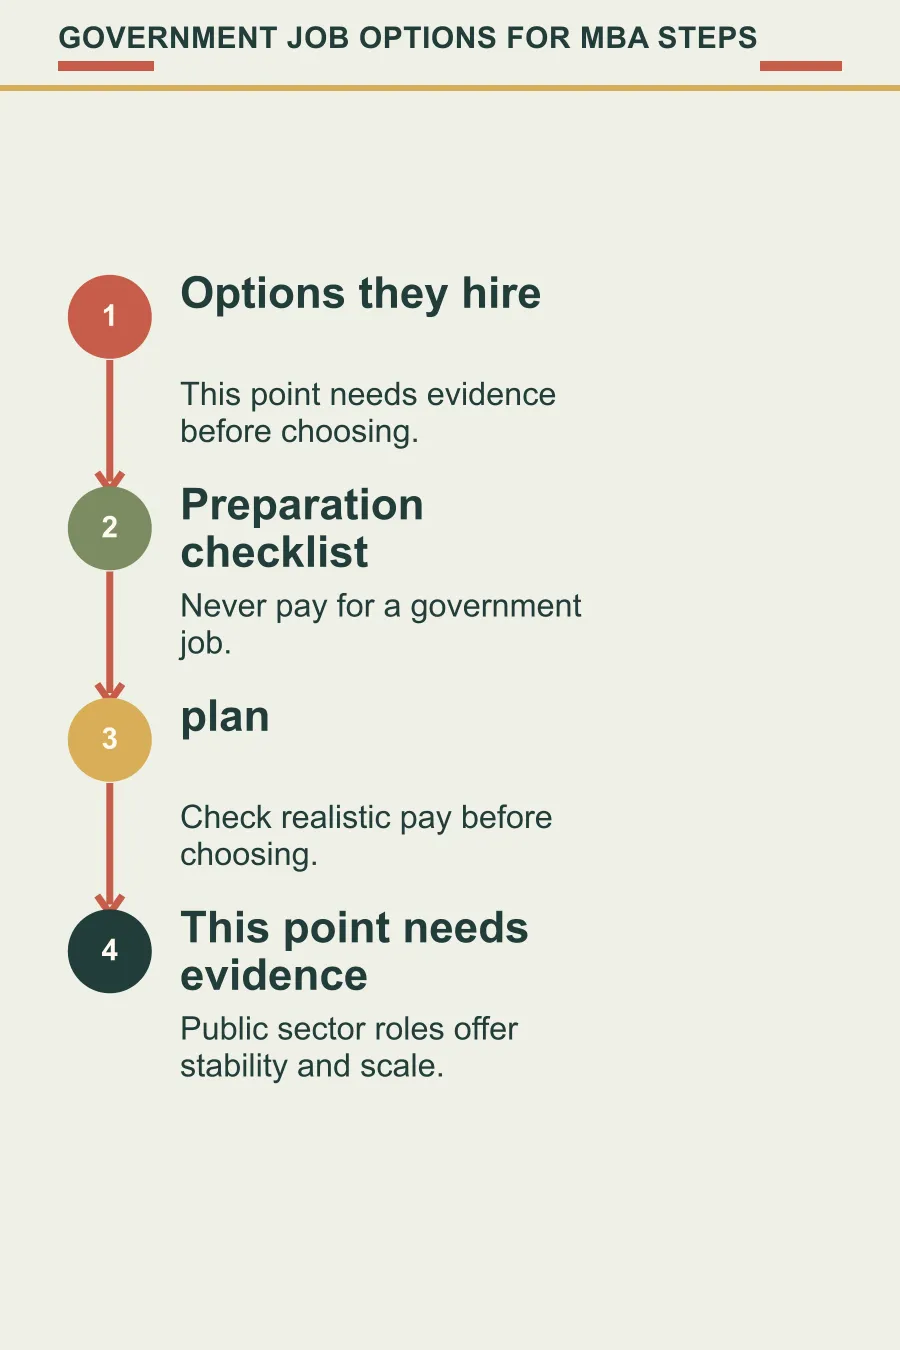 GOVERNMENT JOB OPTIONS FOR MBA STEPS
1
Options they hire
This point needs evidence
before choosing.
2
Preparation
checklist
Never pay for a government
job.
3
plan
Check realistic pay before
choosing.
4
This point needs
evidence
Public sector roles offer
stability and scale.